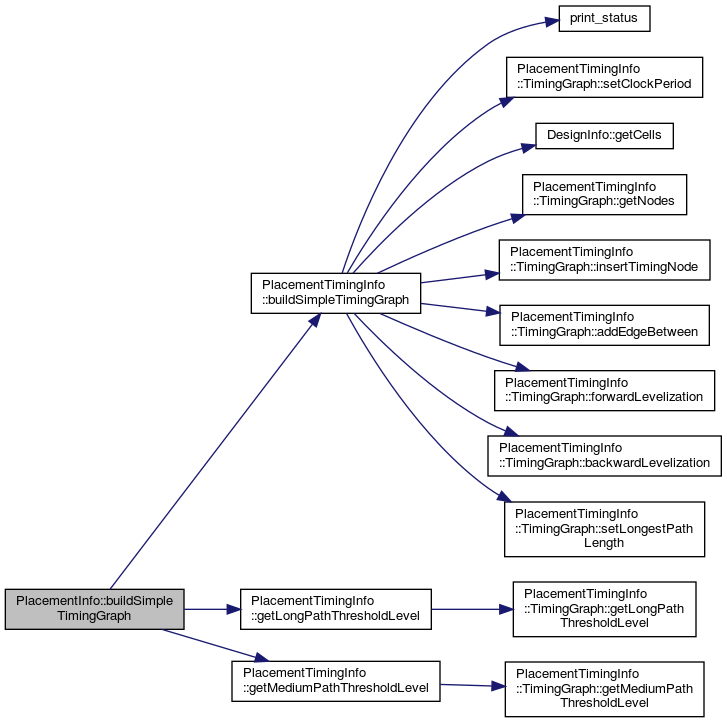 print_status
PlacementTimingInfo
::TimingGraph::setClockPeriod
DesignInfo::getCells
PlacementTimingInfo
::TimingGraph::getNodes
PlacementTimingInfo
::TimingGraph::insertTimingNode
PlacementTimingInfo
::buildSimpleTimingGraph
PlacementTimingInfo
::TimingGraph::addEdgeBetween
PlacementTimingInfo
::TimingGraph::forwardLevelization
PlacementTimingInfo
::TimingGraph::backwardLevelization
PlacementTimingInfo
::TimingGraph::setLongestPath
Length
PlacementInfo::buildSimple
TimingGraph
PlacementTimingInfo
::getLongPathThresholdLevel
PlacementTimingInfo
::TimingGraph::getLongPath
ThresholdLevel
PlacementTimingInfo
::getMediumPathThresholdLevel
PlacementTimingInfo
::TimingGraph::getMediumPath
ThresholdLevel